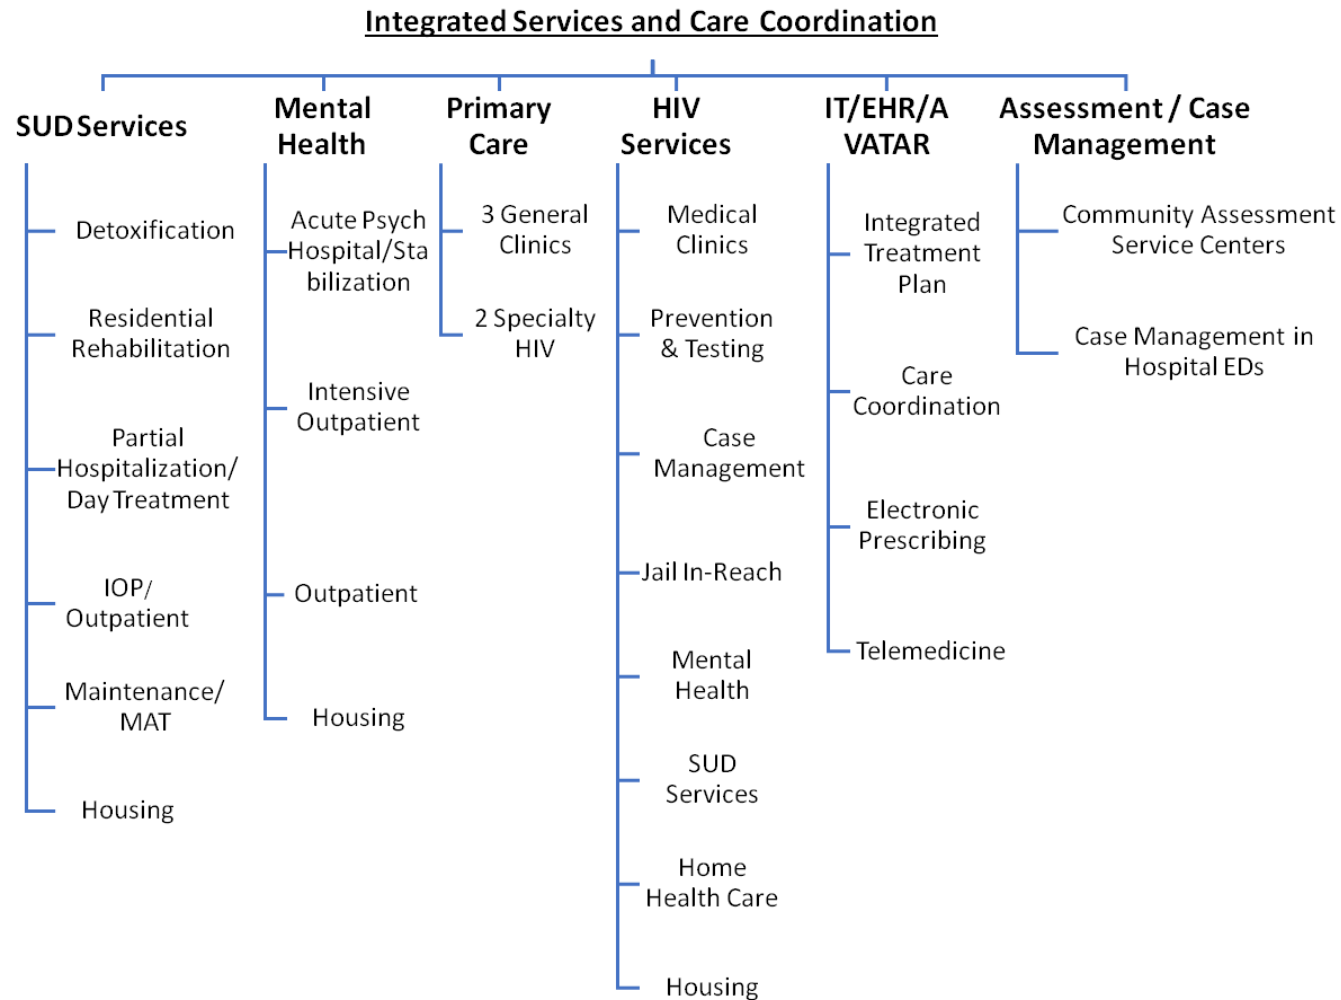 Integrated Services and Care Coordination
SUD Services
Detoxification
Residential
Rehabilitation
Partial
Hospitalization/
Day Treatment
IOP/
Outpatient
Maintenance/
MAT
Housing
Mental
Health
Acute Psych
Hospital/Sta
bilization
Intensive
Outpatient
Outpatient
Housing
Primary
Care
3 General
Clinics
2 Specialty
HIV
HIV
Services
Medical
Clinics
Prevention
& Testing
Case
Management
Jail In-Reach
Mental
Health
SUD
Services
Home
Health Care
Housing
IT/EHR/A
VATAR
Integrated
Treatment
Plan
Care
Coordination
Electronic
Prescribing
Telemedicine
Assessment / Case
Management
Community Assessment
Service Centers
Case Management in
Hospital EDs